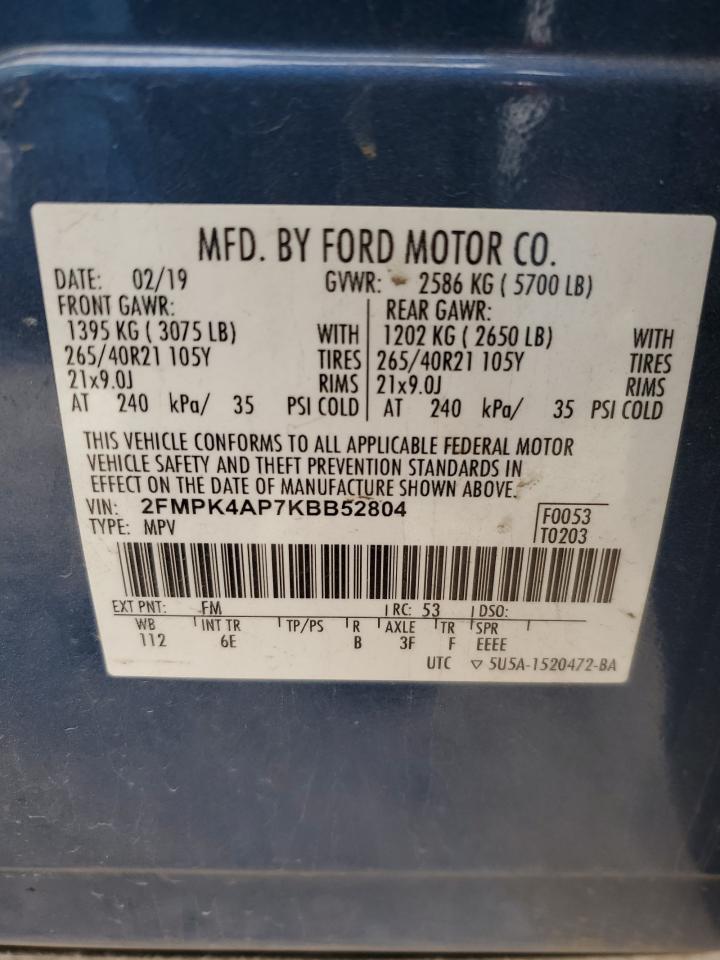 MFD. BY FORD MOTOR CO.
DATE: 02/19 GVWR: 2586 KG ( 5700 LB)
FRONT GAWR: REAR GAWR:
1395 KG ( 3075 LB) WITH 1202 KG ( 2650 LB) WITH
265/40R21 105Y TIRES 265/40R21 105Y TIRES
21x9.0J RIMS 21x9.0J RIMS
AT 240 kPa/ 35 PSI COLD AT 240 kPa/ 35 PSI COLD
THIS VEHICLE CONFORMS TO ALL APPLICABLE FEDERAL MOTOR
VEHICLE SAFETY AND THEFT PREVENTION STANDARDS IN
EFFECT ON THE DATE OF MANUFACTURE SHOWN ABOVE.
VIN: 2FMPK4AP7KBB52804 F0053
TYPE: MPV T0203
EXT PNT: FM RC: 53 DSO:
WB INT TR TP/PS R AXLE TR SPR
112 6E B 3F F EEEE
UTC ▽ 5U5A-1520472-BA